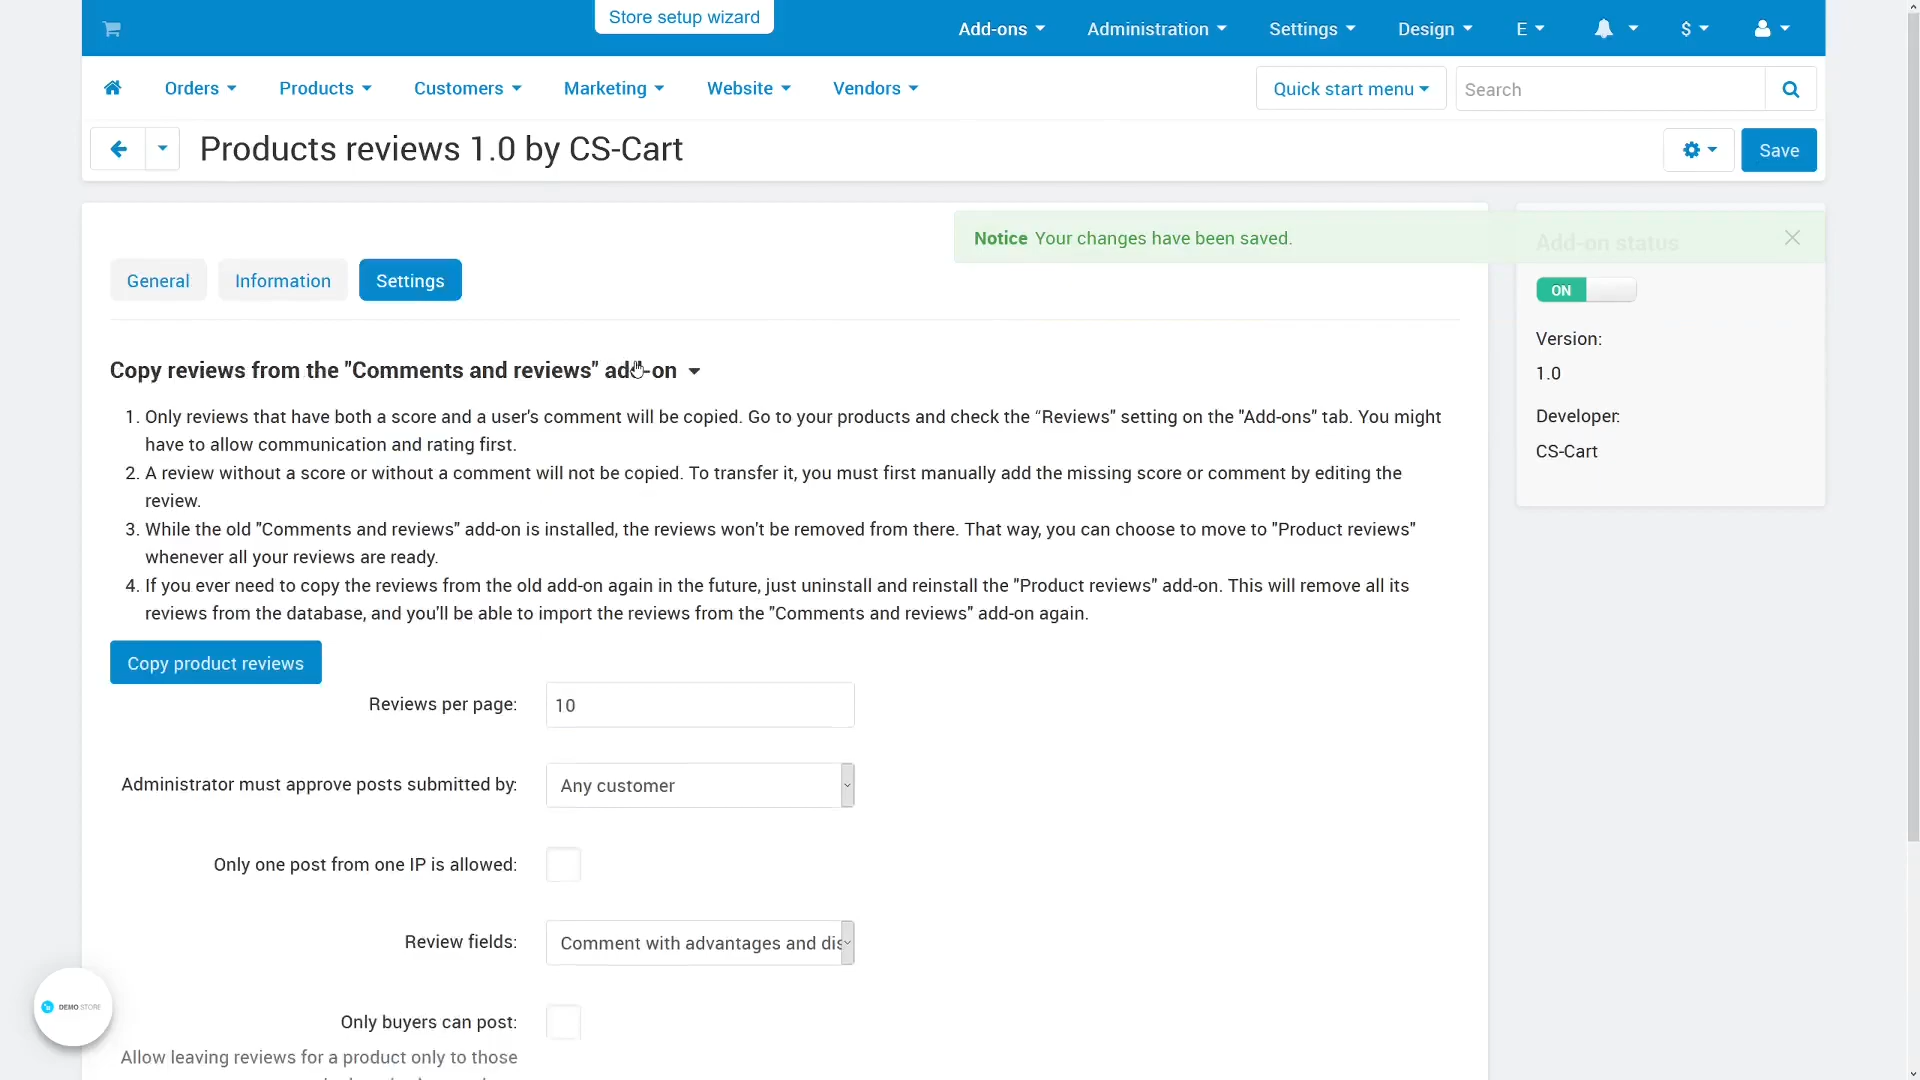 Store setup wizard
Add-ons
Administration
Settings
Design
E
$
Orders
Products
Customers
Marketing
Website
Vendors
Quick start menu
Search
Products reviews 1.0 by CS-Cart
Save
Notice Your changes have been saved.
Add-on status
General
Information
Settings
ON
Version:
1.0
Developer:
CS-Cart
Copy reviews from the "Comments and reviews" add-on
1. Only reviews that have both a score and a user's comment will be copied. Go to your products and check the “Reviews" setting on the "Add-ons" tab. You might
have to allow communication and rating first.
2. A review without a score or without a comment will not be copied. To transfer it, you must first manually add the missing score or comment by editing the
review.
3. While the old "Comments and reviews" add-on is installed, the reviews won't be removed from there. That way, you can choose to move to "Product reviews"
whenever all your reviews are ready.
4. If you ever need to copy the reviews from the old add-on again in the future, just uninstall and reinstall the "Product reviews" add-on. This will remove all its
reviews from the database, and you'll be able to import the reviews from the "Comments and reviews" add-on again.
Copy product reviews
Reviews per page:
10
Administrator must approve posts submitted by:
Any customer
Only one post from one IP is allowed:
Review fields:
Comment with advantages and dis
DEMO STORE
Only buyers can post:
Allow leaving reviews for a product only to those